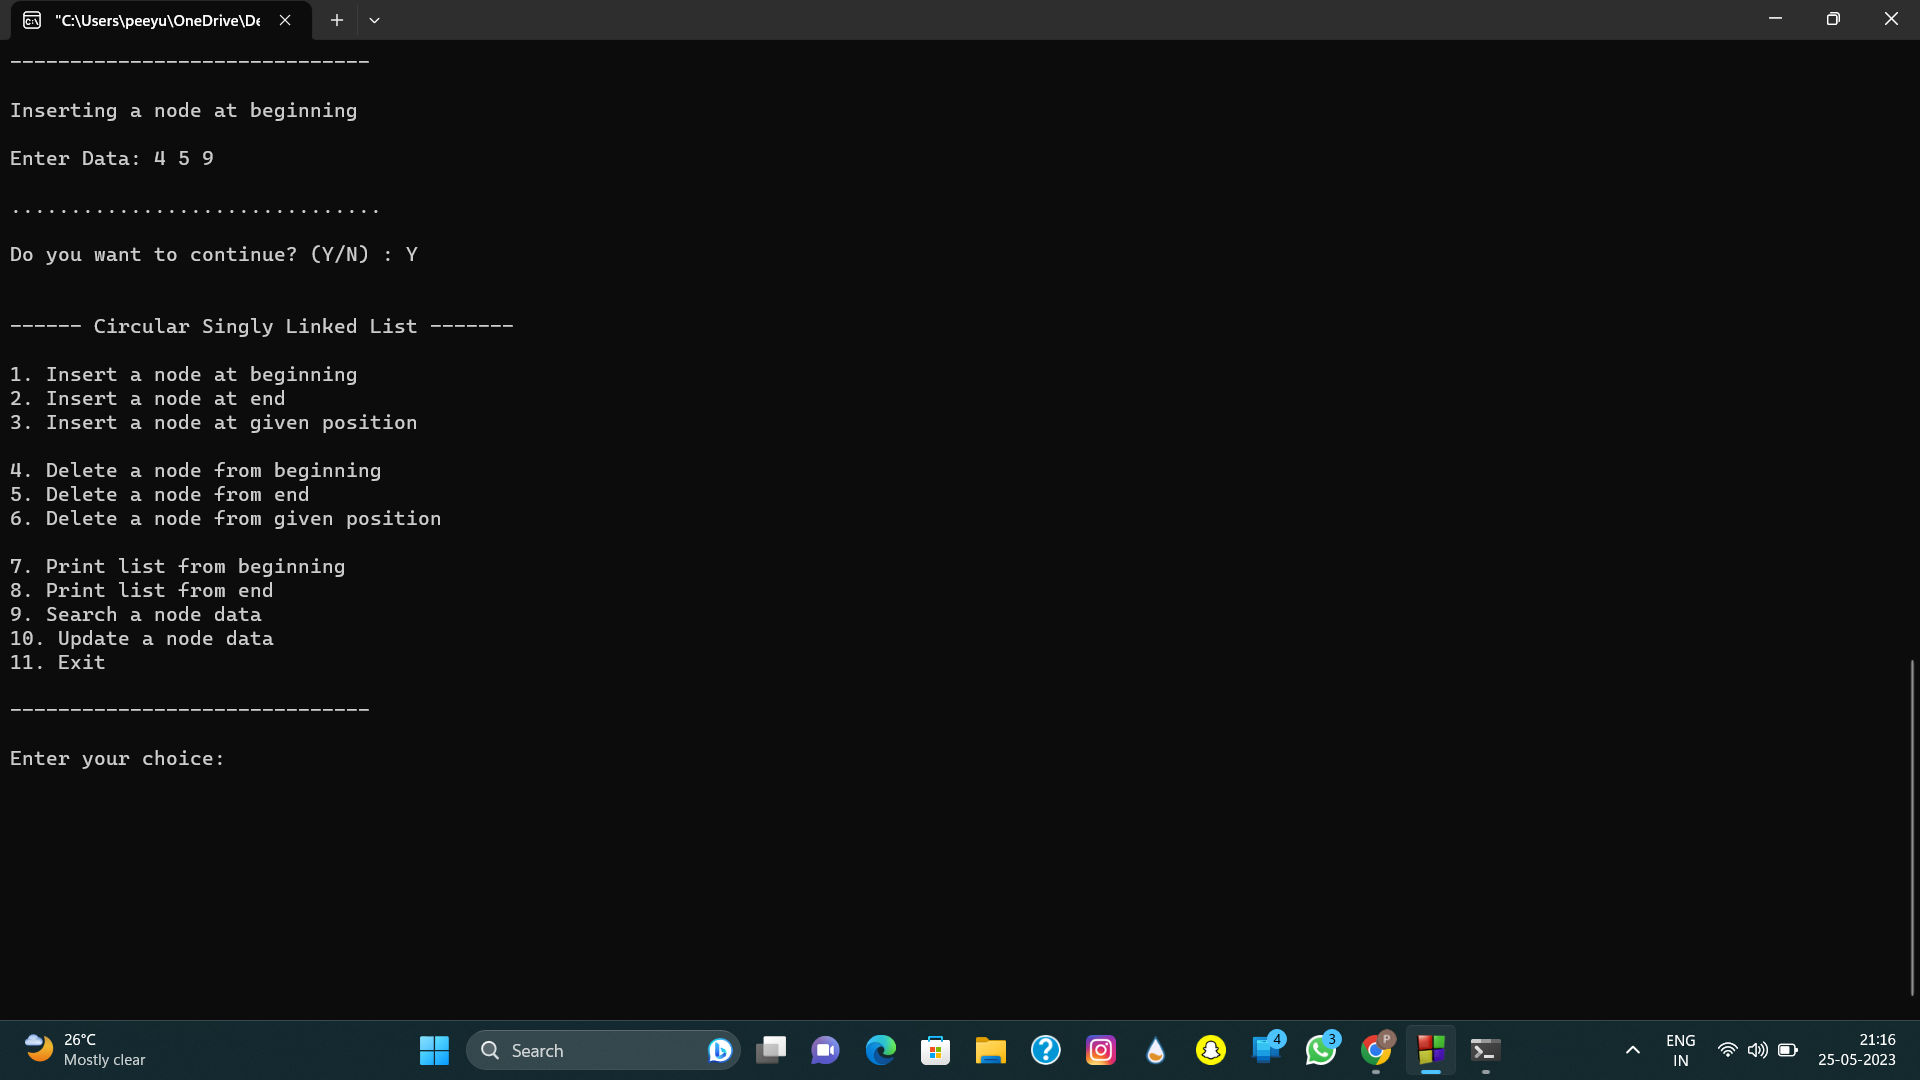 "C:\Users\peeyu\OneDrive\De
------------------------------
Inserting a node at beginning
Enter Data: 4 5 9
...............................
Do you want to continue? (Y/N) : Y
------ Circular Singly Linked List -------
1. Insert a node at beginning
2. Insert a node at end
3. Insert a node at given position
4. Delete a node from beginning
5. Delete a node from end
6. Delete a node from given position
7. Print list from beginning
8. Print list from end
9. Search a node data
10. Update a node data
11. Exit
------------------------------
Enter your choice:
26°C
Mostly clear
Search
4
3
P
ENG
IN
21:16
25-05-2023